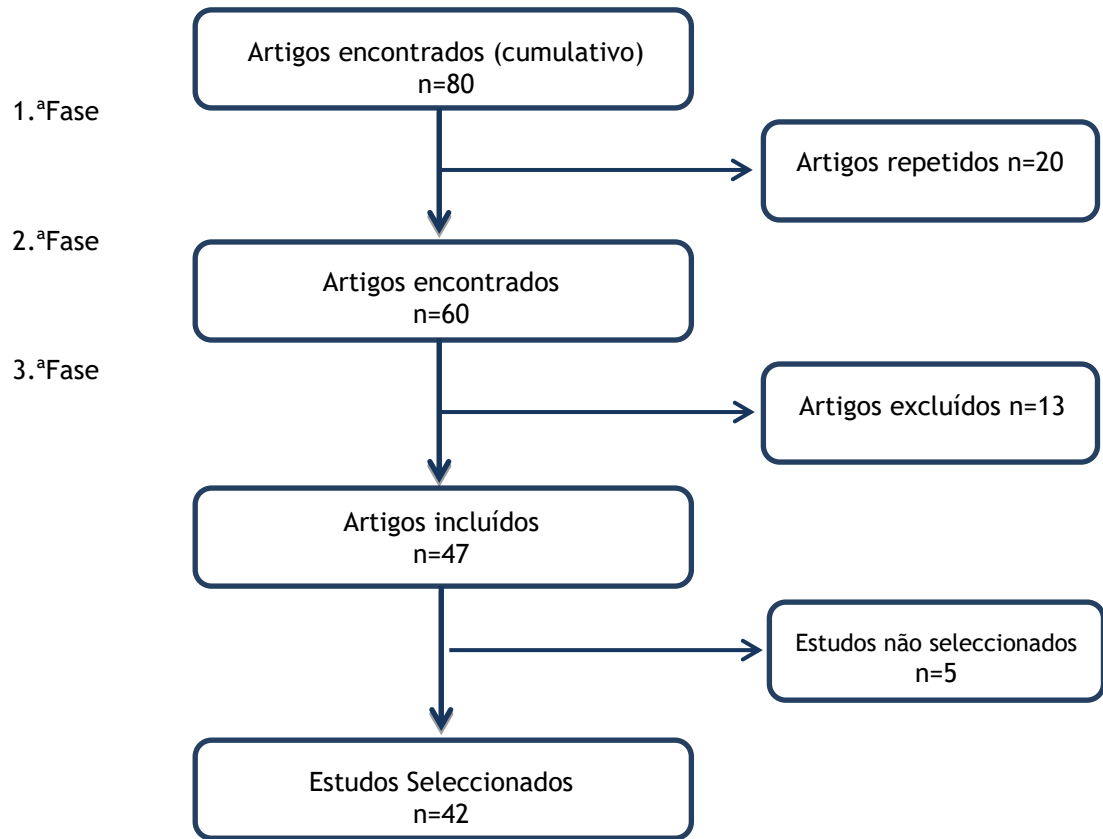 Artigos encontrados (cumulativo)
n=80
1.ªFase
Artigos repetidos n=20
2.ªFase
Artigos encontrados
n=60
3.ªFase
Artigos excluídos n=13
Artigos incluídos
n=47
Estudos não seleccionados
n=5
Estudos Seleccionados
n=42